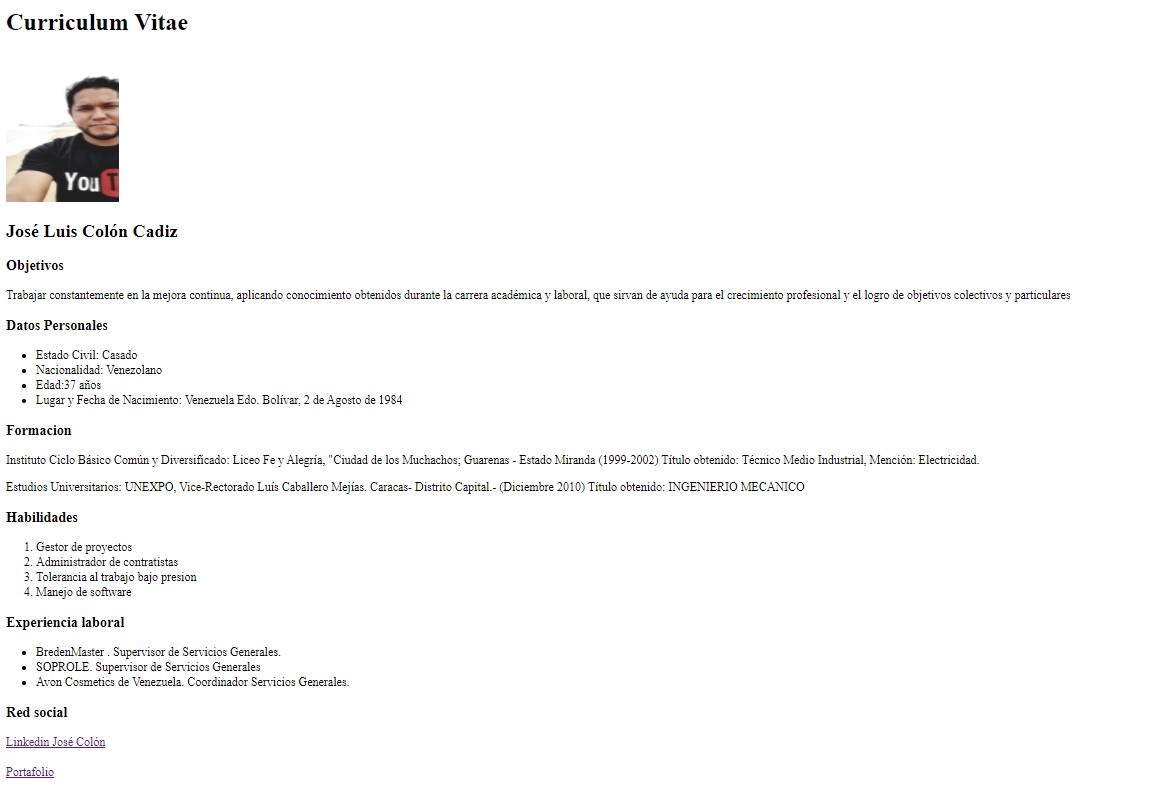 Curriculum Vitae
You T
José Luis Colón Cadiz
Objetivos
Trabajar constantemente en la mejora continua, aplicando conocimiento obtenidos durante la carrera académica y laboral, que sirvan de ayuda para el crecimiento profesional y el logro de objetivos colectivos y particulares
Datos Personales
• Estado Civil: Casado
• Nacionalidad: Venezolano
• Edad:37 años
• Lugar y Fecha de Nacimiento: Venezuela Edo. Bolívar, 2 de Agosto de 1984
Formacion
Instituto Ciclo Básico Común y Diversificado: Liceo Fe y Alegría, "Ciudad de los Muchachos; Guarenas - Estado Miranda (1999-2002) Título obtenido: Técnico Medio Industrial, Mención: Electricidad.
Estudios Universitarios: UNEXPO, Vice-Rectorado Luís Caballero Mejías. Caracas- Distrito Capital.- (Diciembre 2010) Título obtenido: INGENIERIO MECANICO
Habilidades
1. Gestor de proyectos
2. Administrador de contratistas
3. Tolerancia al trabajo bajo presion
4. Manejo de software
Experiencia laboral
• BredenMaster . Supervisor de Servicios Generales.
• SOPROLE. Supervisor de Servicios Generales
• Avon Cosmetics de Venezuela. Coordinador Servicios Generales.
Red social
Linkedin José Colón
Portafolio